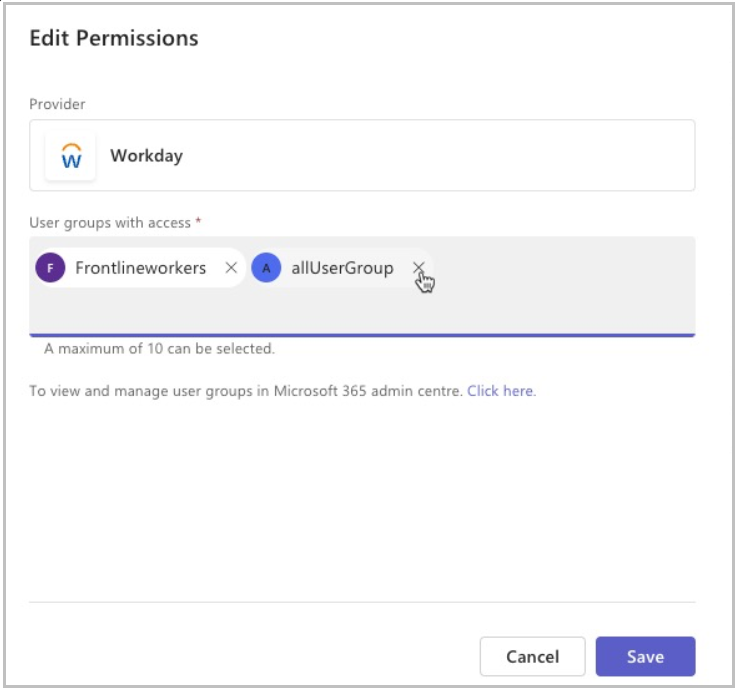 Edit Permissions
Provider
W Workday
User groups with access *
F Frontlineworkers A allUserGroup
A maximum of 10 can be selected.
To view and manage user groups in Microsoft 365 admin centre. Click here.
Cancel Save